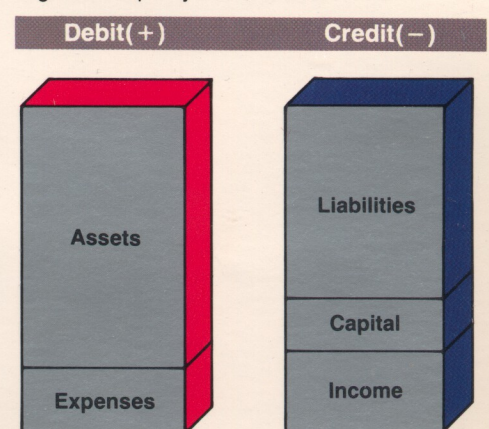 Debit(+)
Credit(−)
Assets
Expenses
Liabilities
Capital
Income